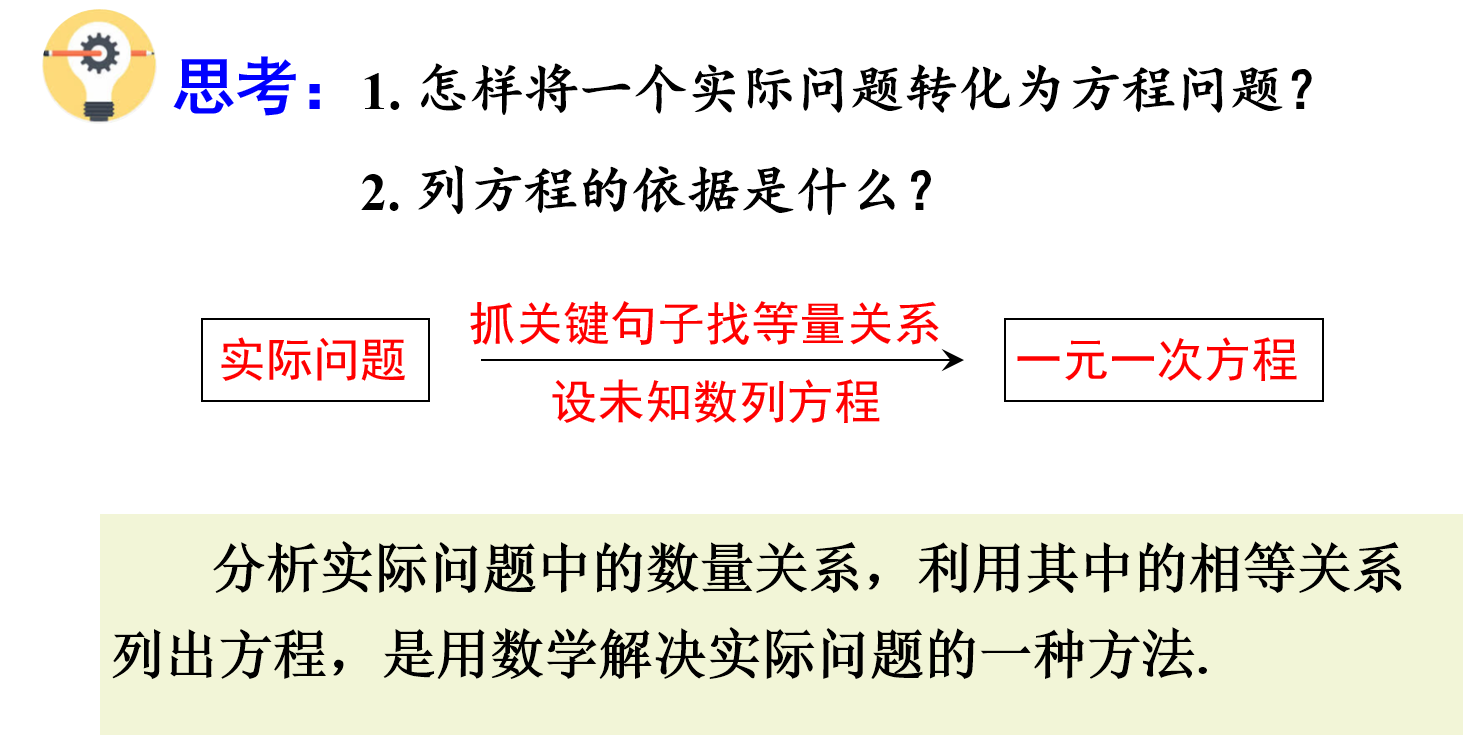 思考：1. 怎样将一个实际问题转化为方程问题？
2. 列方程的依据是什么？
抓关键句子找等量关系
实际问题
一元一次方程
设未知数列方程
分析实际问题中的数量关系，利用其中的相等关系
列出方程，是用数学解决实际问题的一种方法.